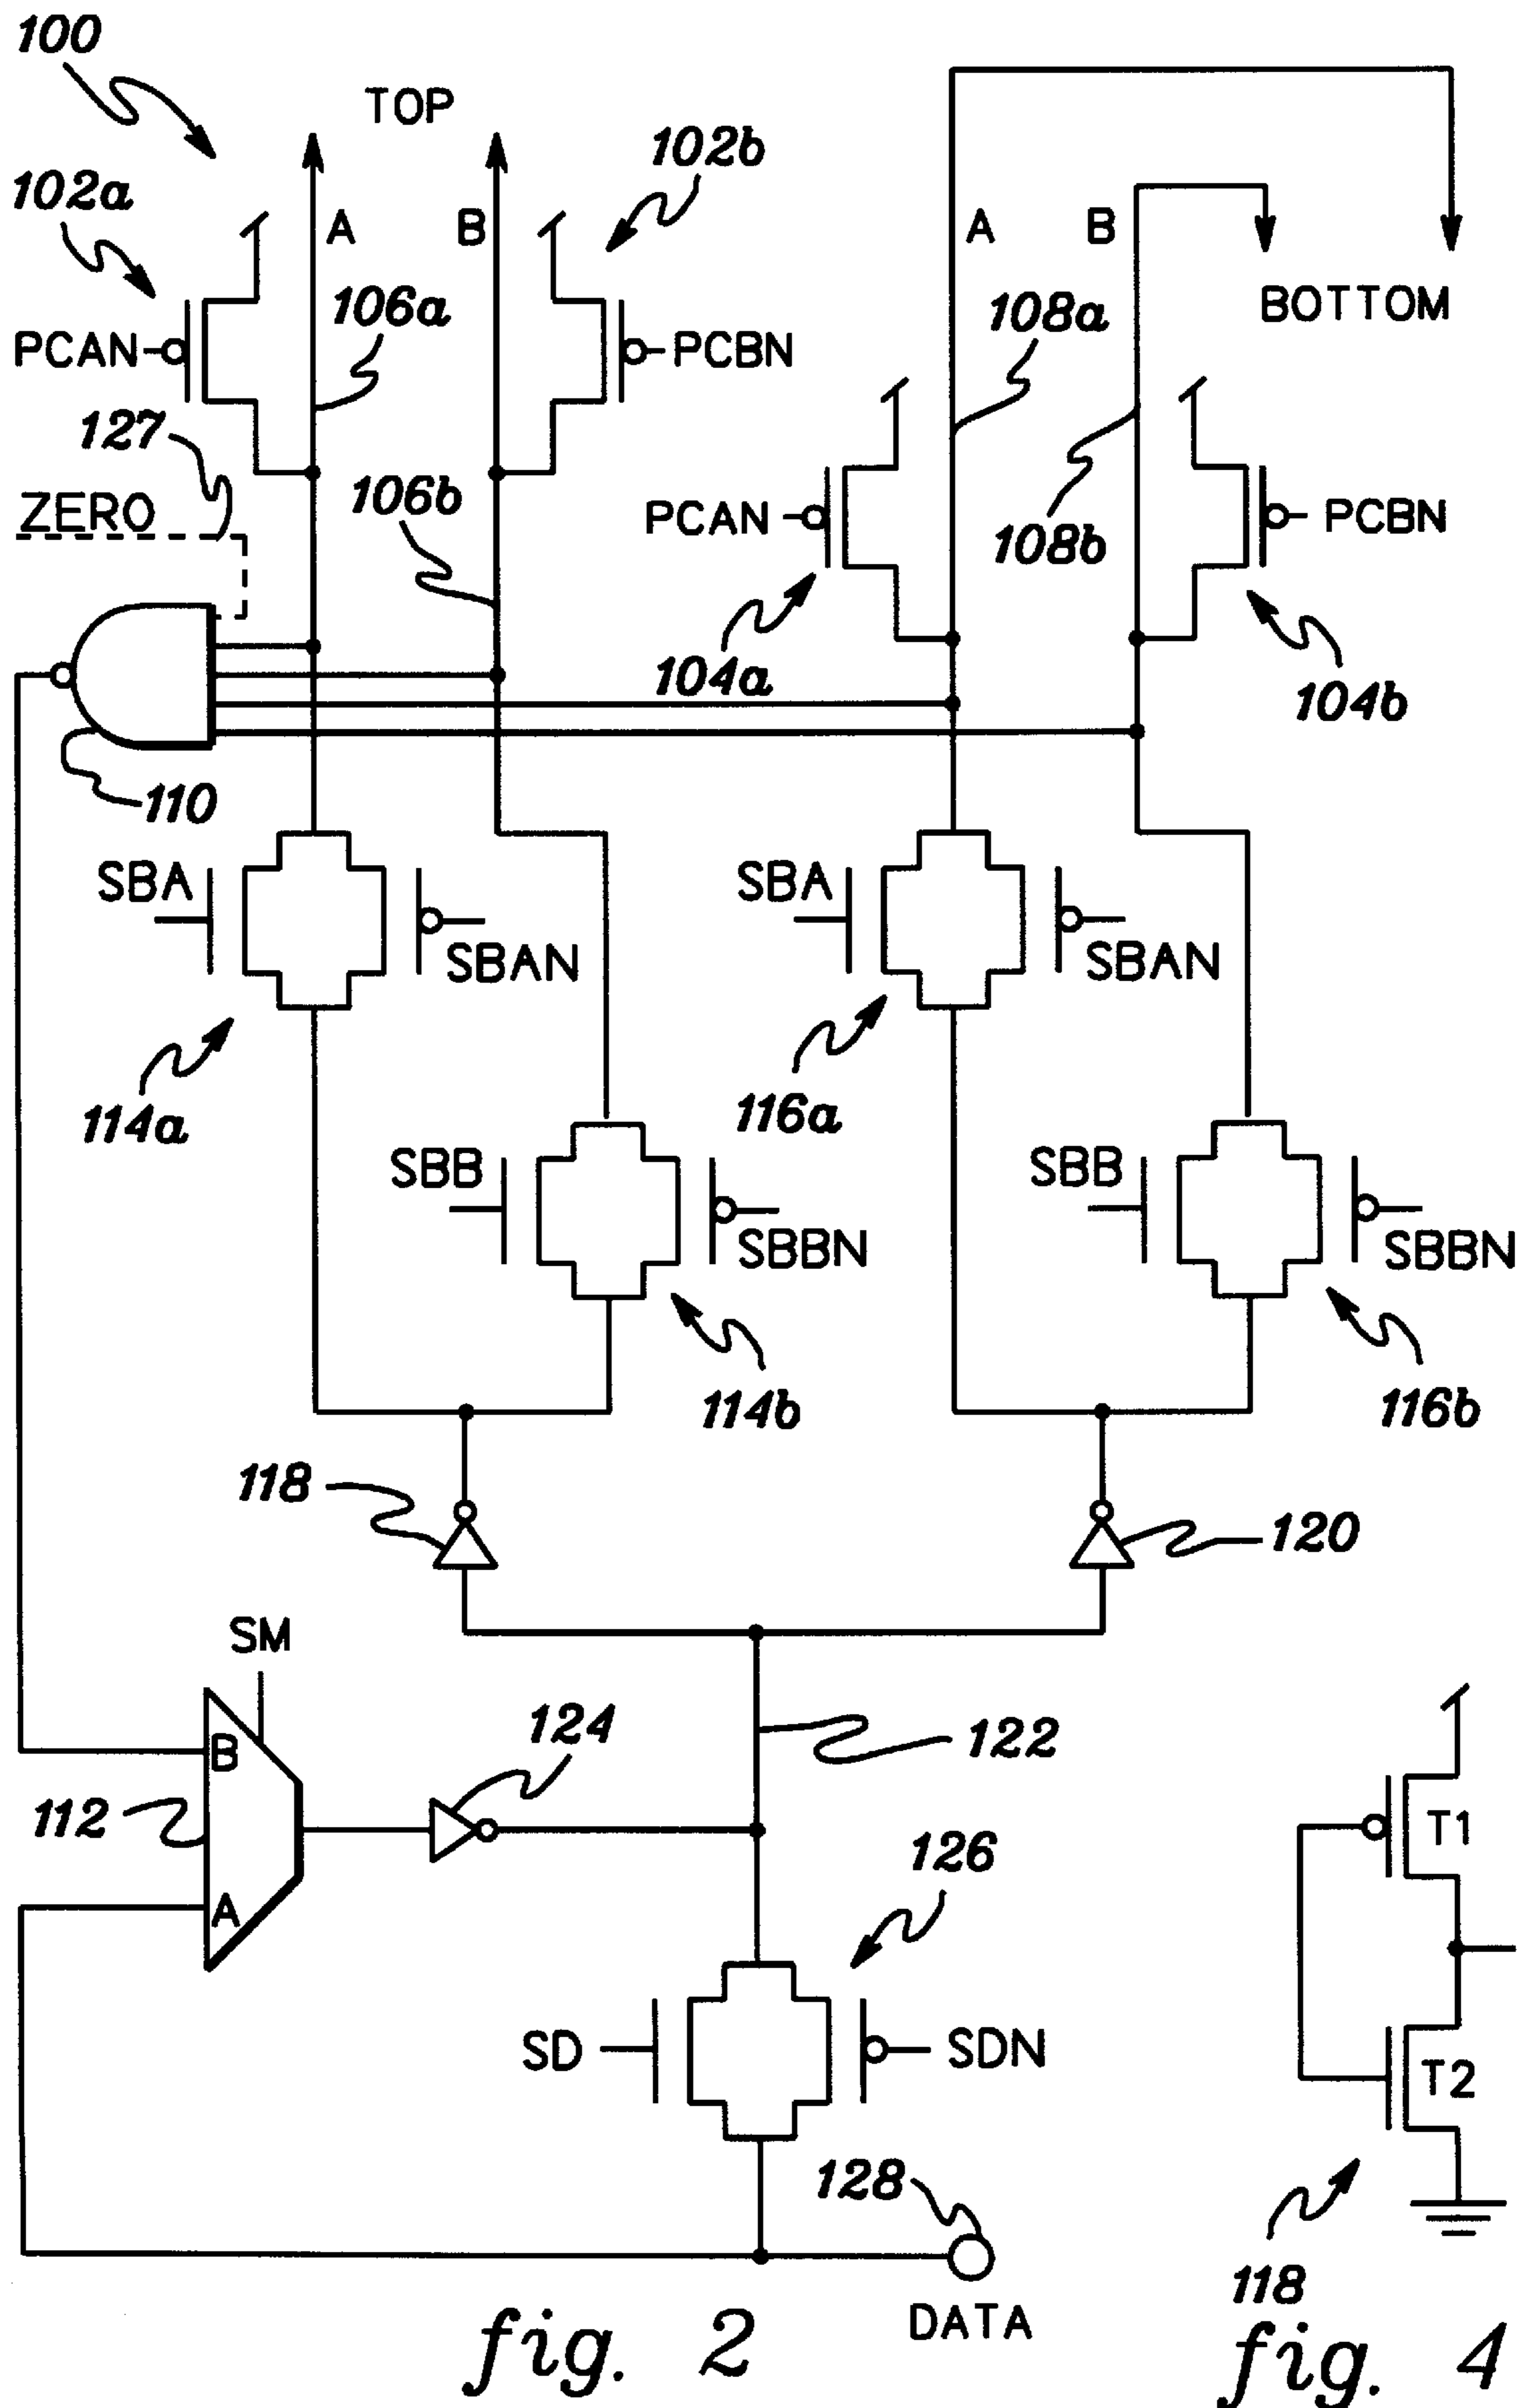 100
TOP
102b
102a
A
B
A
B
106a
108a
BOTTOM
PCAN
PCBN
127
106b
ZERO
PCAN
108b
PCBN
104a
104b
110
SBA
SBAN
SBA
SBAN
114a
116a
SBB
SBBN
SBB
SBBN
114b
116b
118
120
SM
124
122
B
112
126
T1
A
SD
SDN
T2
128
118
DATA
fig. 2
fig. 4